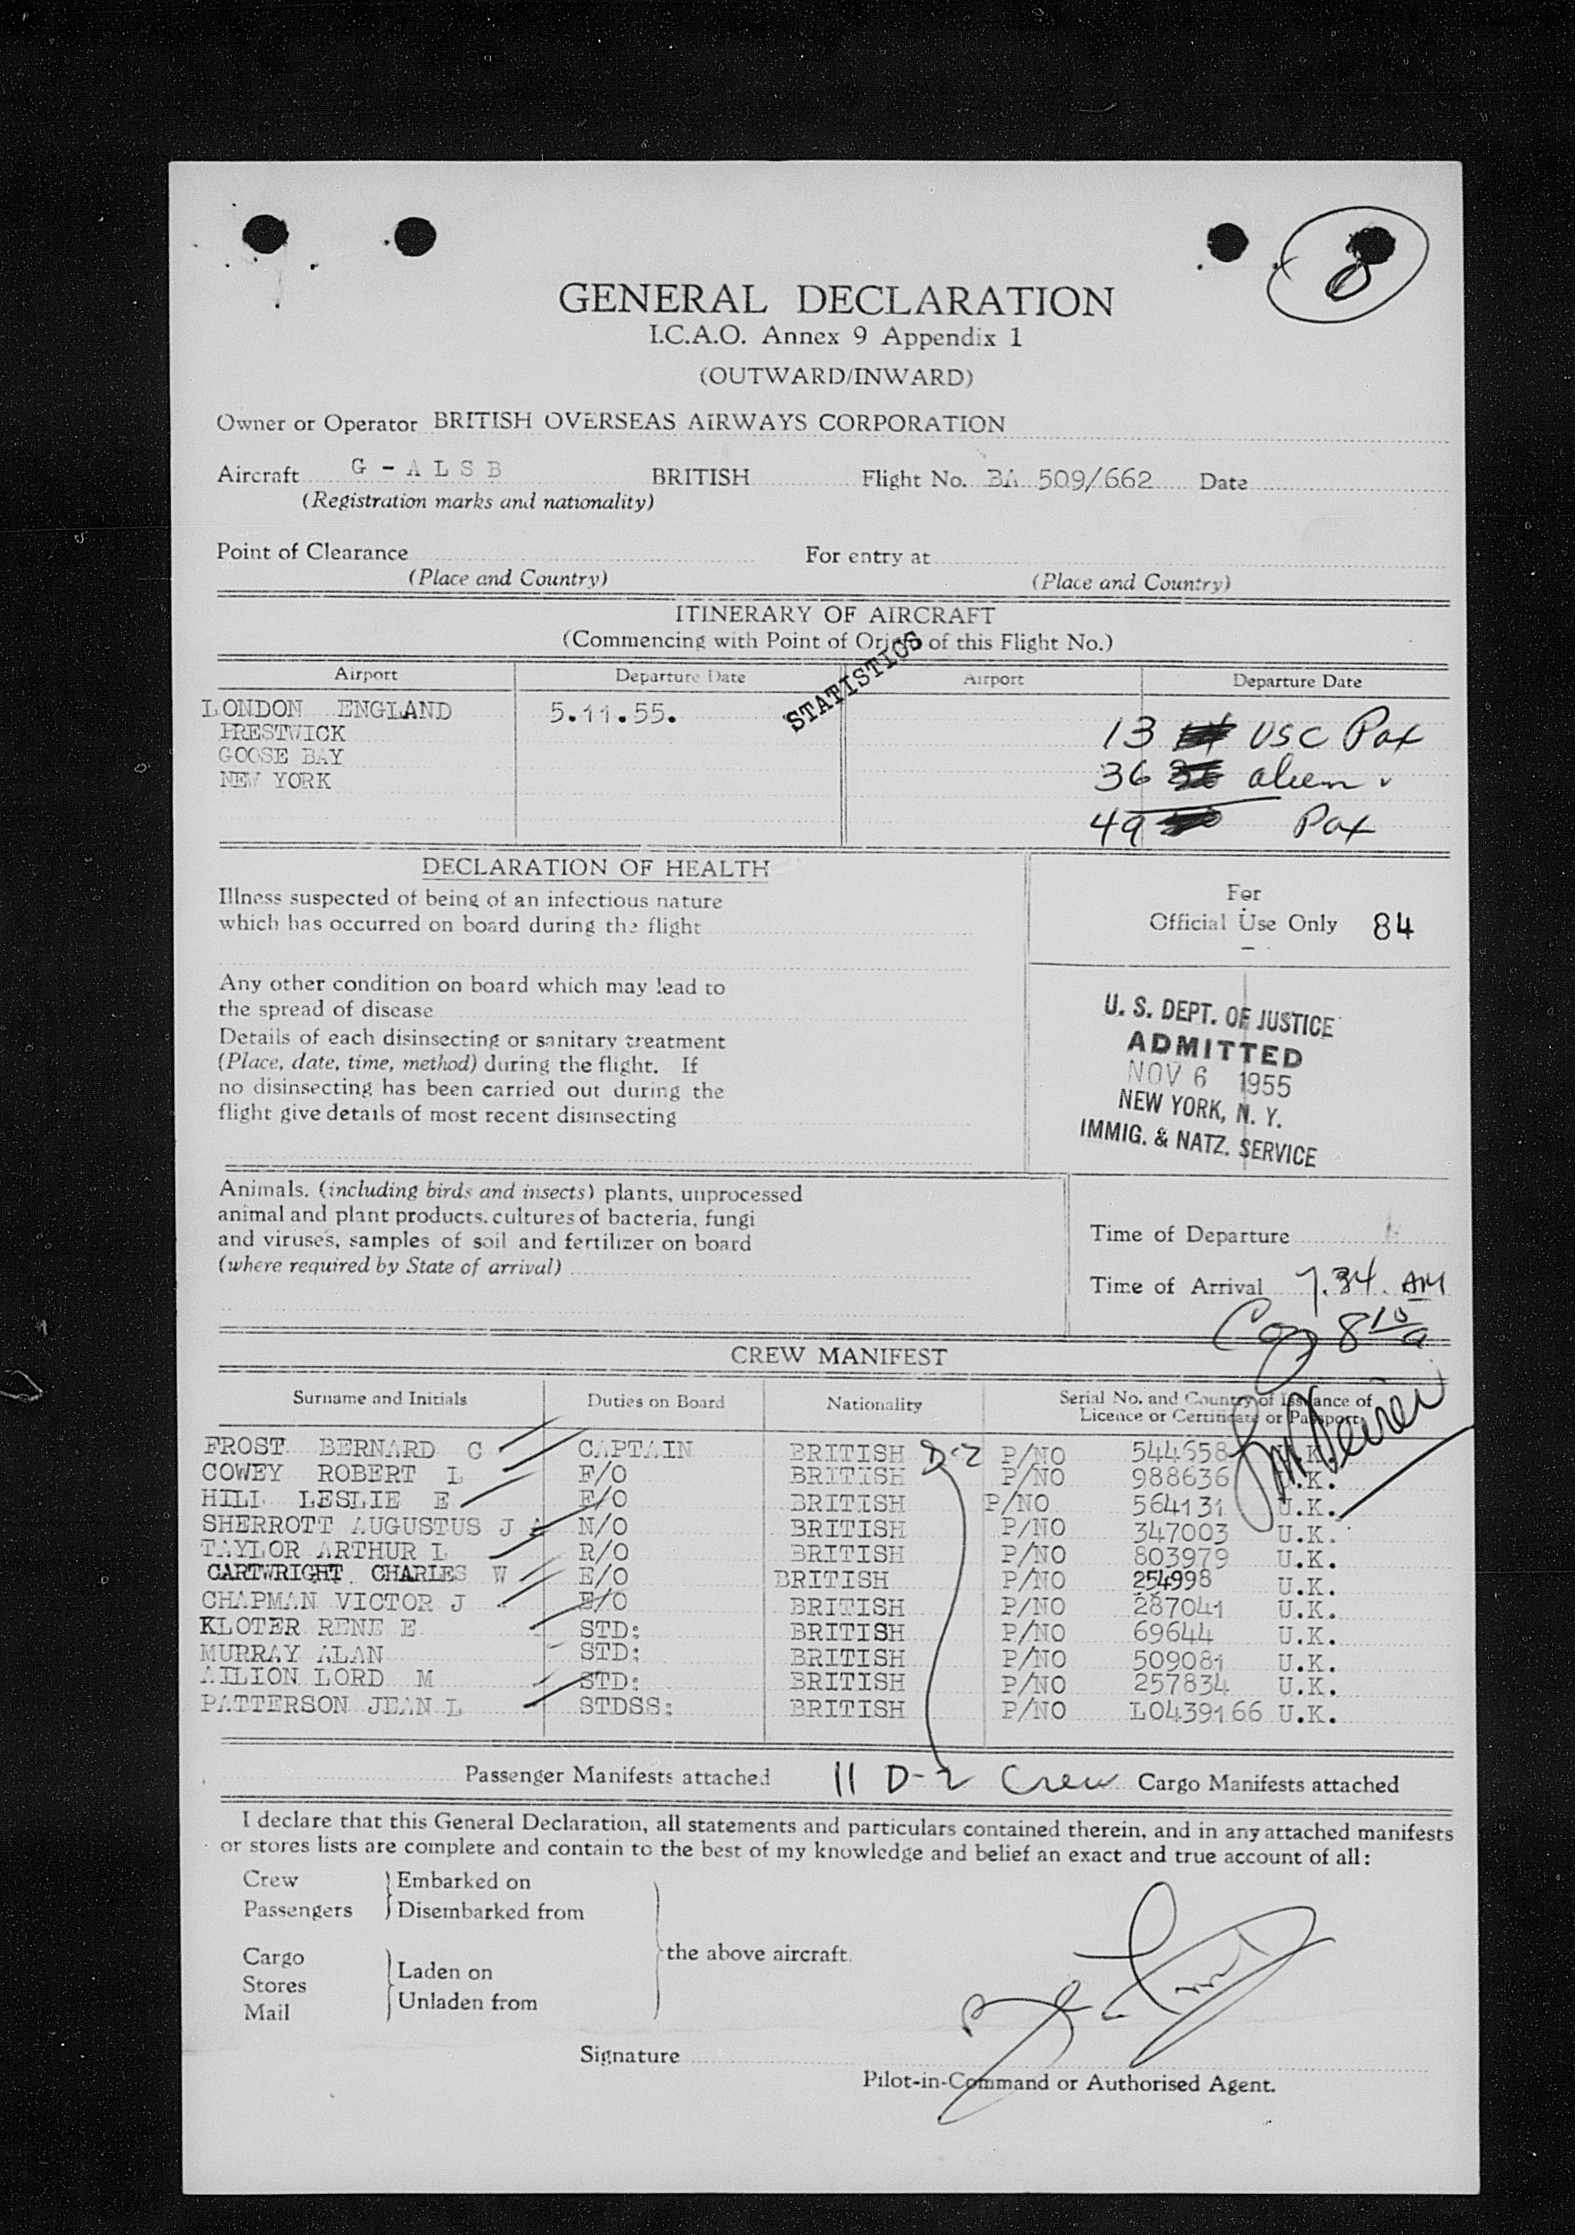 8
GENERAL DECLARATION
I.C.A.O. Annex 9 Appendix 1
(OUTWARD/INWARD)
Owner or Operator BRITISH OVERSEAS AIRWAYS CORPORATION
Aircraft G - A L S B BRITISH Flight No. BA 509/662 Date
(Registration marks and nationality)
Point of Clearance For entry at
(Place and Country) (Place and Country)
ITINERARY OF AIRCRAFT
(Commencing with Point of Origin of this Flight No.)
STATISTICS
Airport Departure Date Airport Departure Date
LONDON ENGLAND 5.11.55.
PRESTWICK 13 USC Pax
GOOSE BAY 36 alien
NEW YORK
49 Pax
DECLARATION OF HEALTH
Illness suspected of being of an infectious nature
which has occurred on board during the flight
For
Official Use Only 84
Any other condition on board which may lead to
the spread of disease
Details of each disinsecting or sanitary treatment
(Place, date, time, method) during the flight. If
no disinsecting has been carried out during the
flight give details of most recent disinsecting
U. S. DEPT. OF JUSTICE
ADMITTED
NOV 6 1955
NEW YORK, N. Y.
IMMIG. & NATZ. SERVICE
Animals, (including birds and insects) plants, unprocessed
animal and plant products, cultures of bacteria, fungi
and viruses, samples of soil and fertilizer on board
(where required by State of arrival)
Time of Departure
Time of Arrival 7.34. AM
8 10/a
CREW MANIFEST
Surname and Initials Duties on Board Nationality Serial No. and Country of Issuance of
Licence or Certificate or Passport
FROST BERNARD C CAPTAIN BRITISH D-2 P/NO 544658 U.K.
COWEY ROBERT L F/O BRITISH P/NO 988636 U.K.
HILL LESLIE E F/O BRITISH P/NO 564131 U.K.
SHERROTT AUGUSTUS J A N/O BRITISH P/NO 347003 U.K.
TAYLOR ARTHUR L R/O BRITISH P/NO 803979 U.K.
CARTWRIGHT CHARLES W E/O BRITISH P/NO 254998 U.K.
CHAPMAN VICTOR J E/O BRITISH P/NO 287041 U.K.
KLOTER RENE E STD: BRITISH P/NO 69644 U.K.
MURRAY ALAN STD: BRITISH P/NO 509081 U.K.
AILION LORD M STD: BRITISH P/NO 257834 U.K.
PATTERSON JEAN L STDSS: BRITISH P/NO L0439166 U.K.
Passenger Manifests attached 11 D-2 Crew Cargo Manifests attached
I declare that this General Declaration, all statements and particulars contained therein, and in any attached manifests
or stores lists are complete and contain to the best of my knowledge and belief an exact and true account of all:
Crew Embarked on
Passengers Disembarked from
the above aircraft.
Cargo
Laden on
Stores
Unladen from
Mail
Signature
Pilot-in-Command or Authorised Agent.